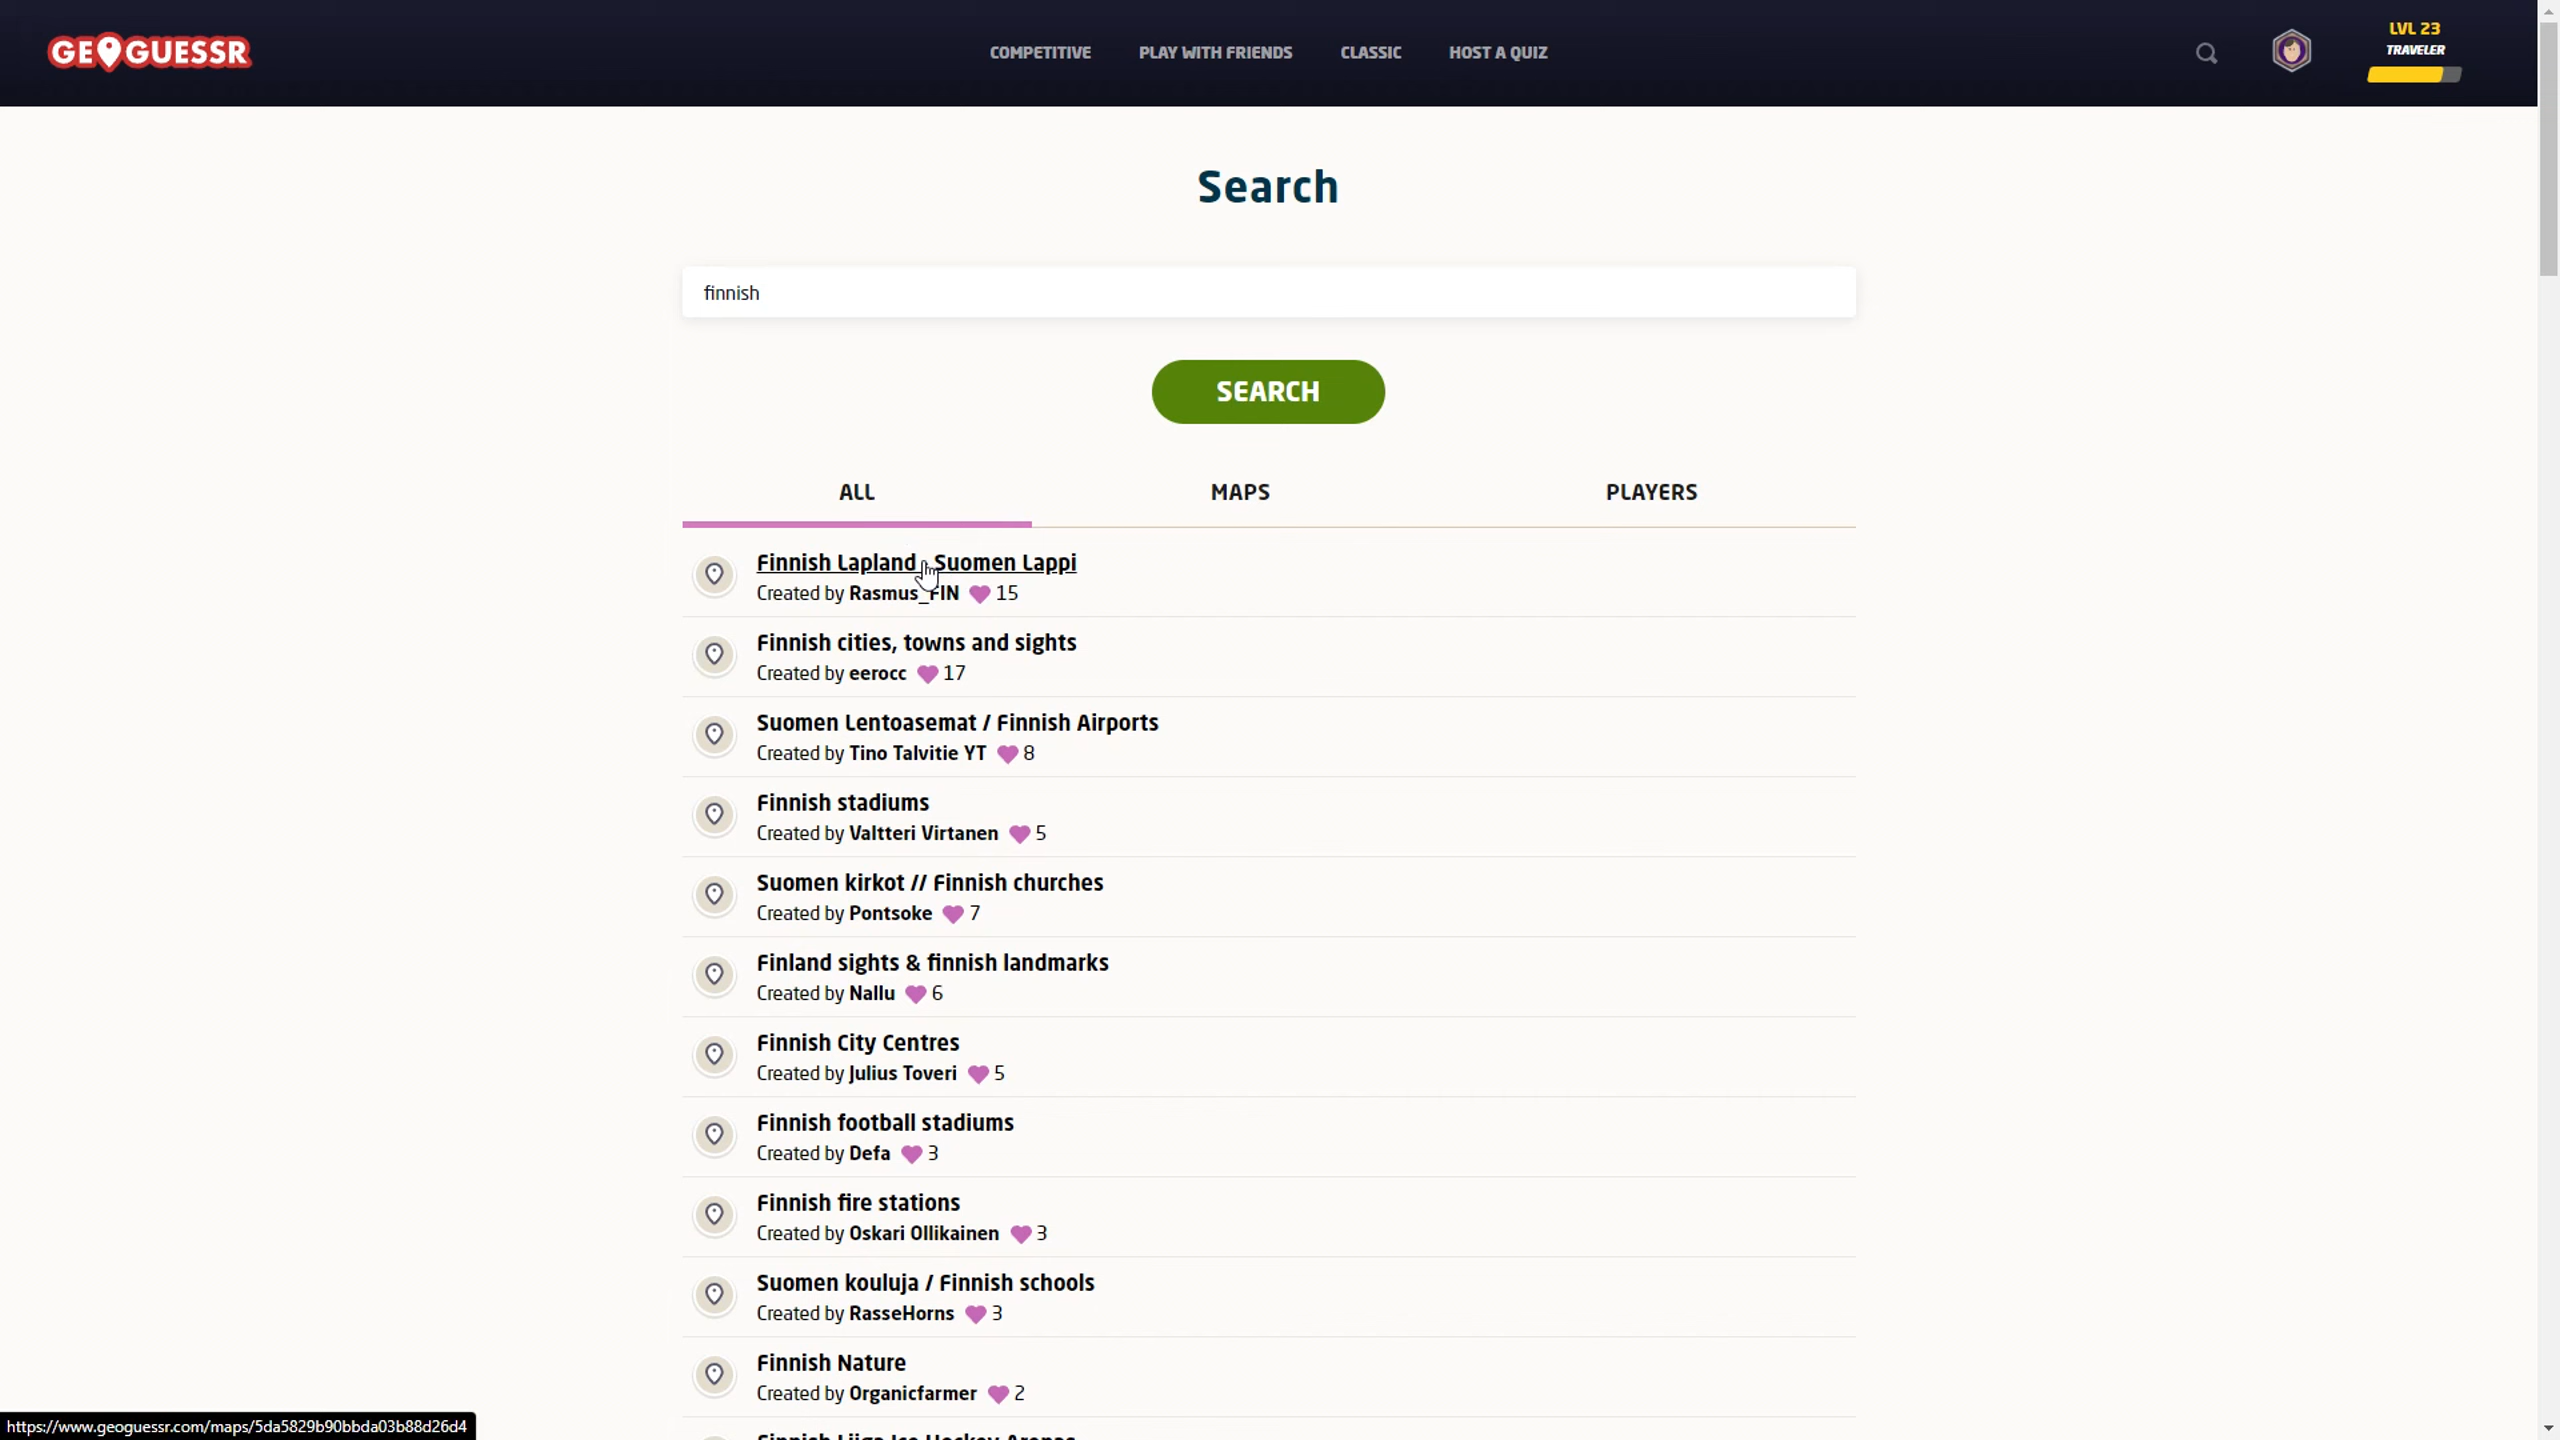 GEOGUESSR
COMPETITIVE PLAY WITH FRIENDS CLASSIC HOST A QUIZ
LVL 23
TRAVELER
Search
finnish
SEARCH
ALL MAPS PLAYERS
Finnish Lapland Suomen Lappi
Created by Rasmus_FIN 15
Finnish cities, towns and sights
Created by eerocc 17
Suomen Lentoasemat / Finnish Airports
Created by Tino Talvitie YT 8
Finnish stadiums
Created by Valtteri Virtanen 5
Suomen kirkot // Finnish churches
Created by Pontsoke 7
Finland sights & finnish landmarks
Created by Nallu 6
Finnish City Centres
Created by Julius Toveri 5
Finnish football stadiums
Created by Defa 3
Finnish fire stations
Created by Oskari Ollikainen 3
Suomen kouluja / Finnish schools
Created by RasseHorns 3
Finnish Nature
Created by Organicfarmer 2
Finnish Liiga Ice Hockey Arenas
https://www.geoguessr.com/maps/5da5829b90bbda03b88d26d4